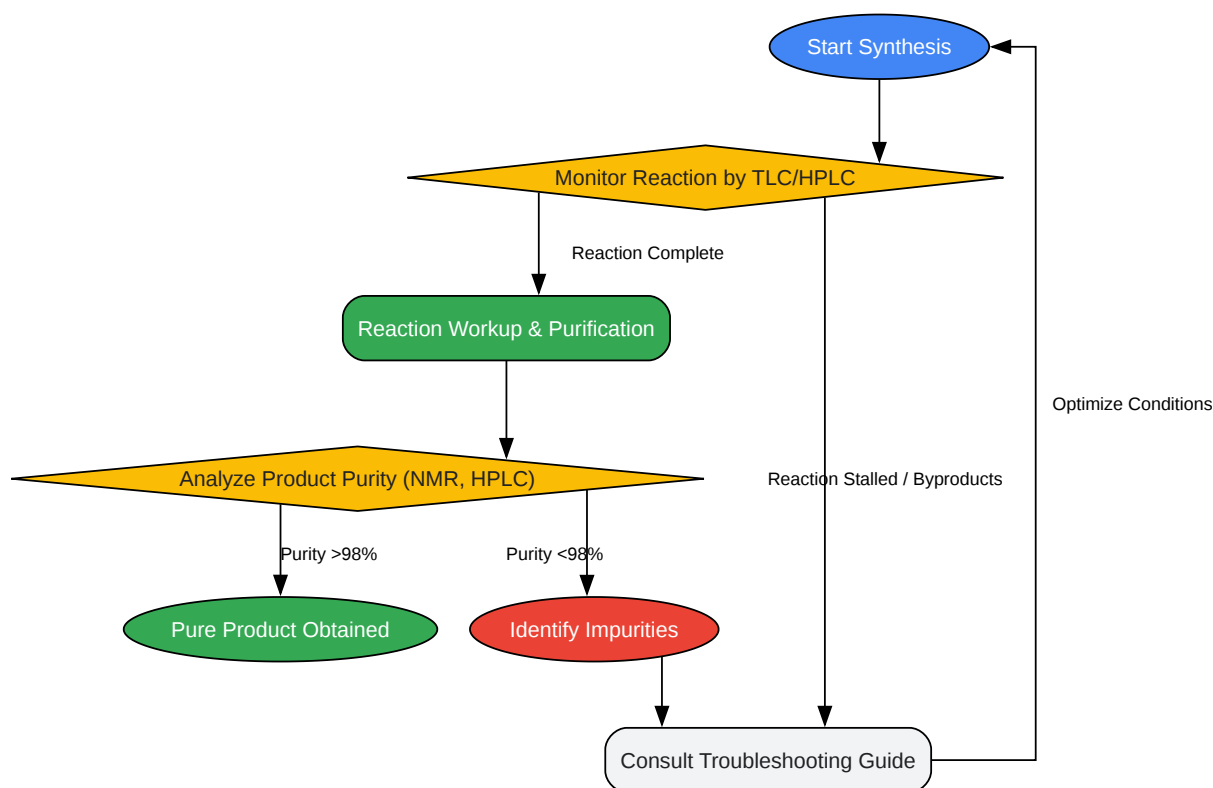 Start Synthesis
Monitor Reaction by TLC/HPLC
Reaction Complete
Reaction Workup & Purification
Optimize Conditions
Analyze Product Purity (NMR, HPLC)
Reaction Stalled / Byproducts
Purity >98%
Purity <98%
Pure Product Obtained
Identify Impurities
Consult Troubleshooting Guide